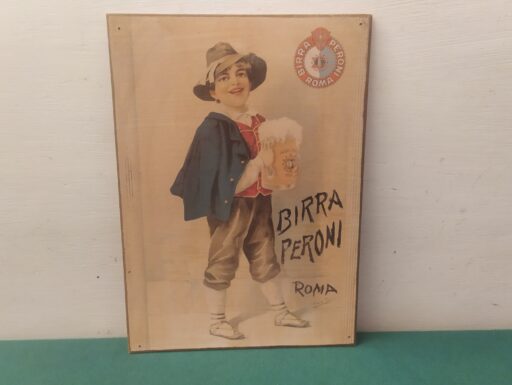 BIRRA PERONI
ROMA
BIRRA
PERONI
ROMA